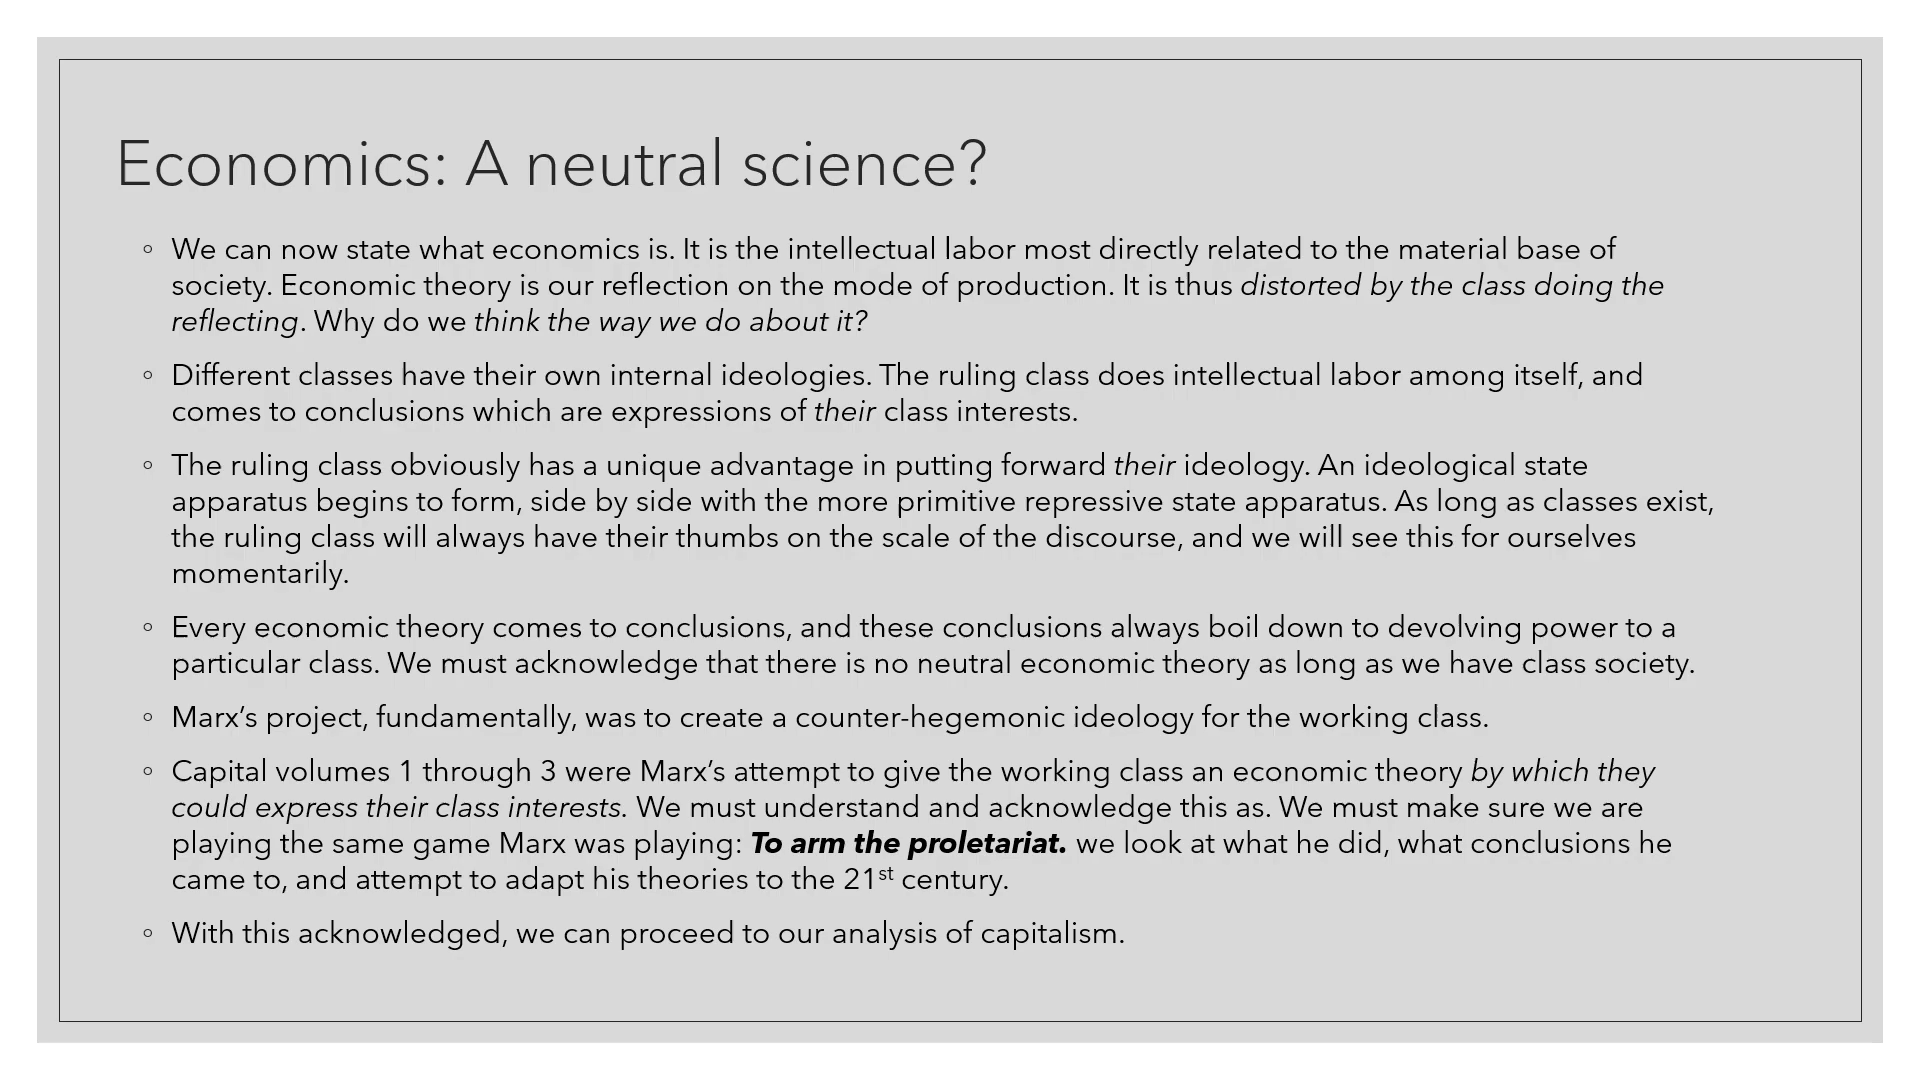 Economics: A neutral science?
◦ We can now state what economics is. It is the intellectual labor most directly related to the material base of
society. Economic theory is our reflection on the mode of production. It is thus distorted by the class doing the
reflecting. Why do we think the way we do about it?
◦ Different classes have their own internal ideologies. The ruling class does intellectual labor among itself, and
comes to conclusions which are expressions of their class interests.
◦ The ruling class obviously has a unique advantage in putting forward their ideology. An ideological state
apparatus begins to form, side by side with the more primitive repressive state apparatus. As long as classes exist,
the ruling class will always have their thumbs on the scale of the discourse, and we will see this for ourselves
momentarily.
◦ Every economic theory comes to conclusions, and these conclusions always boil down to devolving power to a
particular class. We must acknowledge that there is no neutral economic theory as long as we have class society.
◦ Marx’s project, fundamentally, was to create a counter-hegemonic ideology for the working class.
◦ Capital volumes 1 through 3 were Marx’s attempt to give the working class an economic theory by which they
could express their class interests. We must understand and acknowledge this as. We must make sure we are
playing the same game Marx was playing: To arm the proletariat. we look at what he did, what conclusions he
came to, and attempt to adapt his theories to the 21st century.
◦ With this acknowledged, we can proceed to our analysis of capitalism.